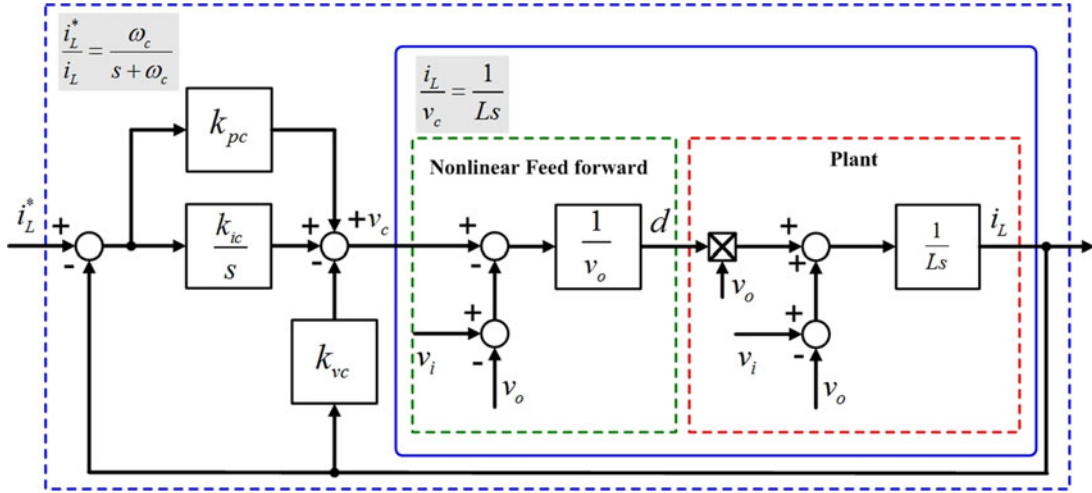 i_L^*/i_L = ω_c/(s + ω_c)
i_L/v_c = 1/(Ls)
k_pc
Nonlinear Feed forward
Plant
i_L^*
+
-
k_ic/s
+
+
-
v_c
+
-
1/v_o
d
v_o
+
+
1/(Ls)
i_L
k_vc
v_i
+
-
v_o
v_i
+
-
v_o